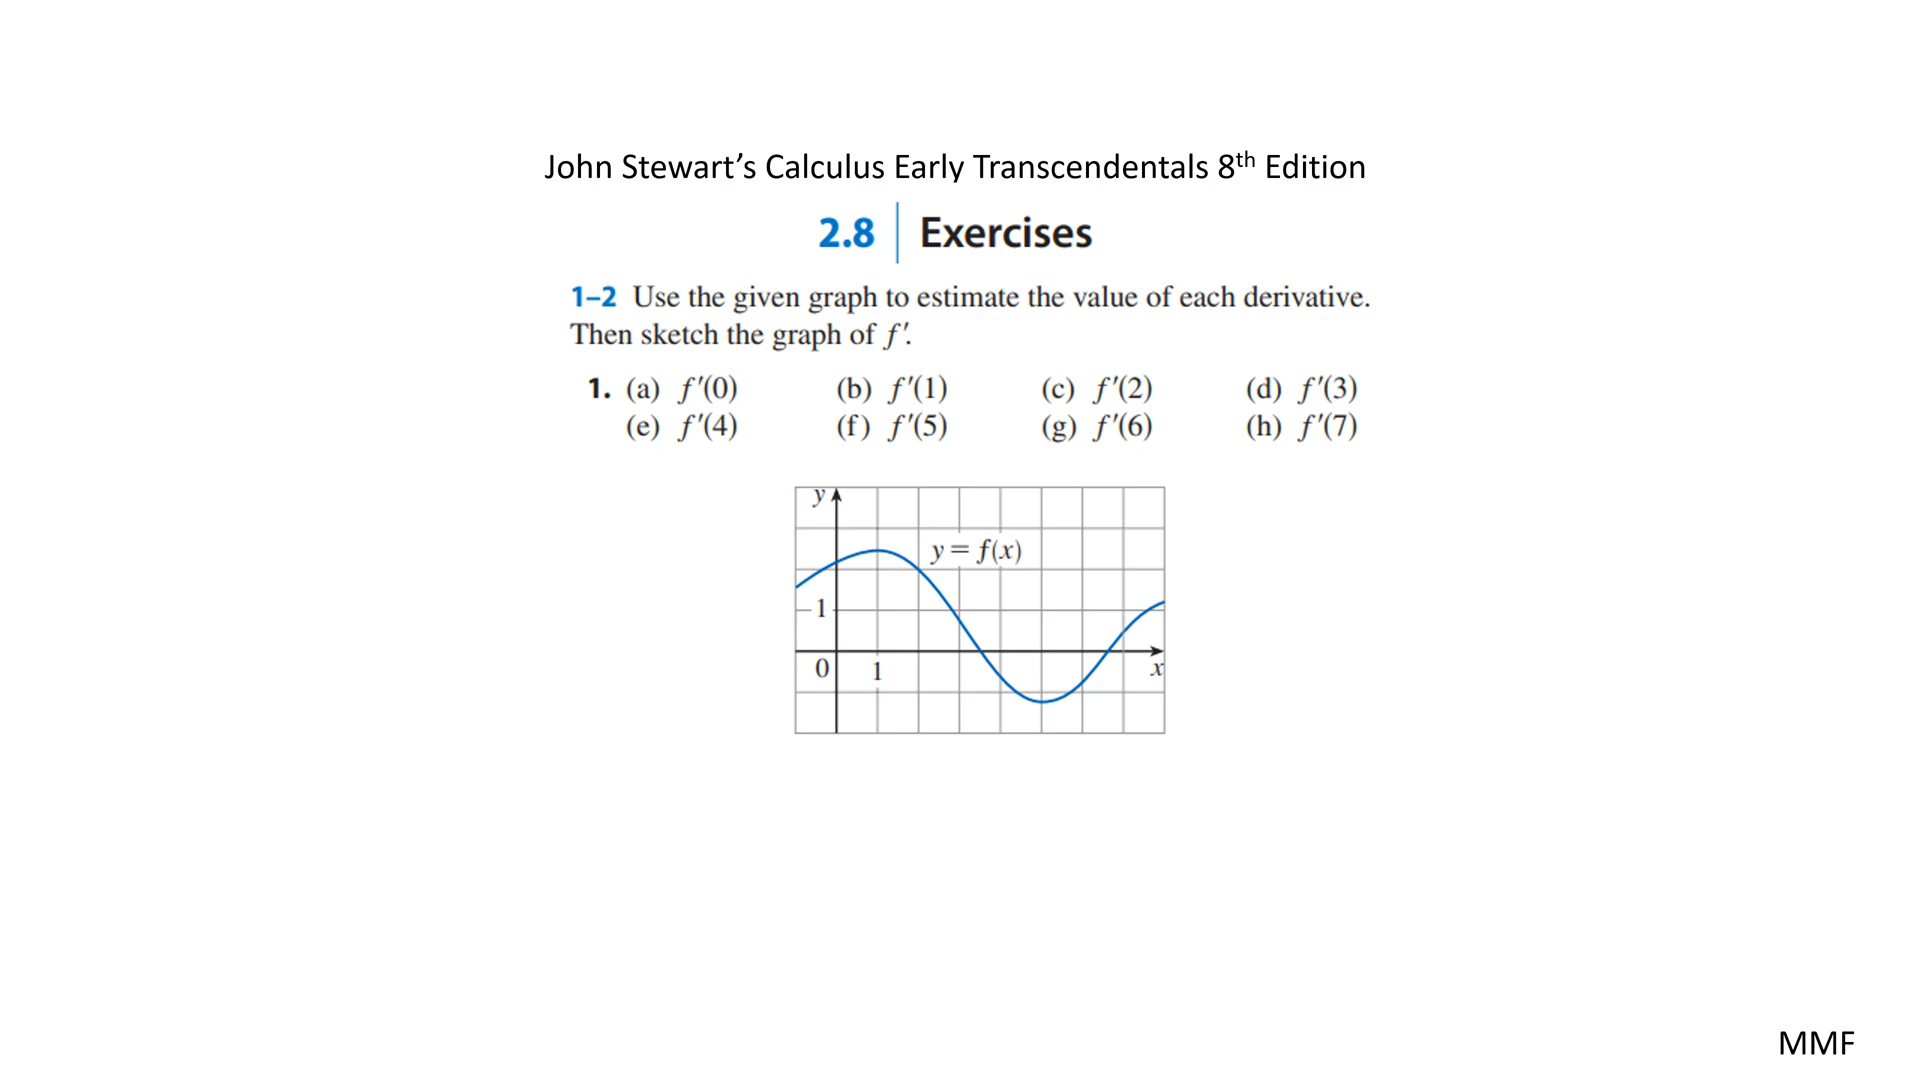 John Stewart’s Calculus Early Transcendentals 8th Edition
2.8 Exercises
1–2 Use the given graph to estimate the value of each derivative.
Then sketch the graph of f′.
1. (a) f′(0) (b) f′(1) (c) f′(2) (d) f′(3)
(e) f′(4) (f) f′(5) (g) f′(6) (h) f′(7)
y
y = f(x)
1
0 1 x
MMF